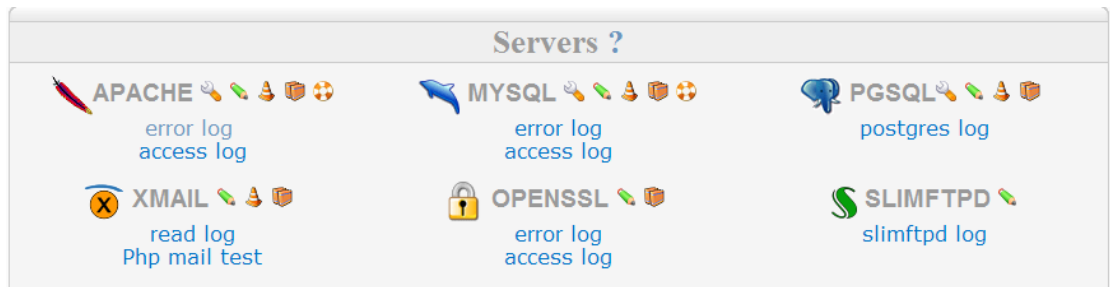 Servers ?
APACHE
error log
access log
MYSQL
error log
access log
PGSQL
postgres log
XMAIL
read log
Php mail test
OPENSSL
error log
access log
SLIMFTPD
slimftpd log